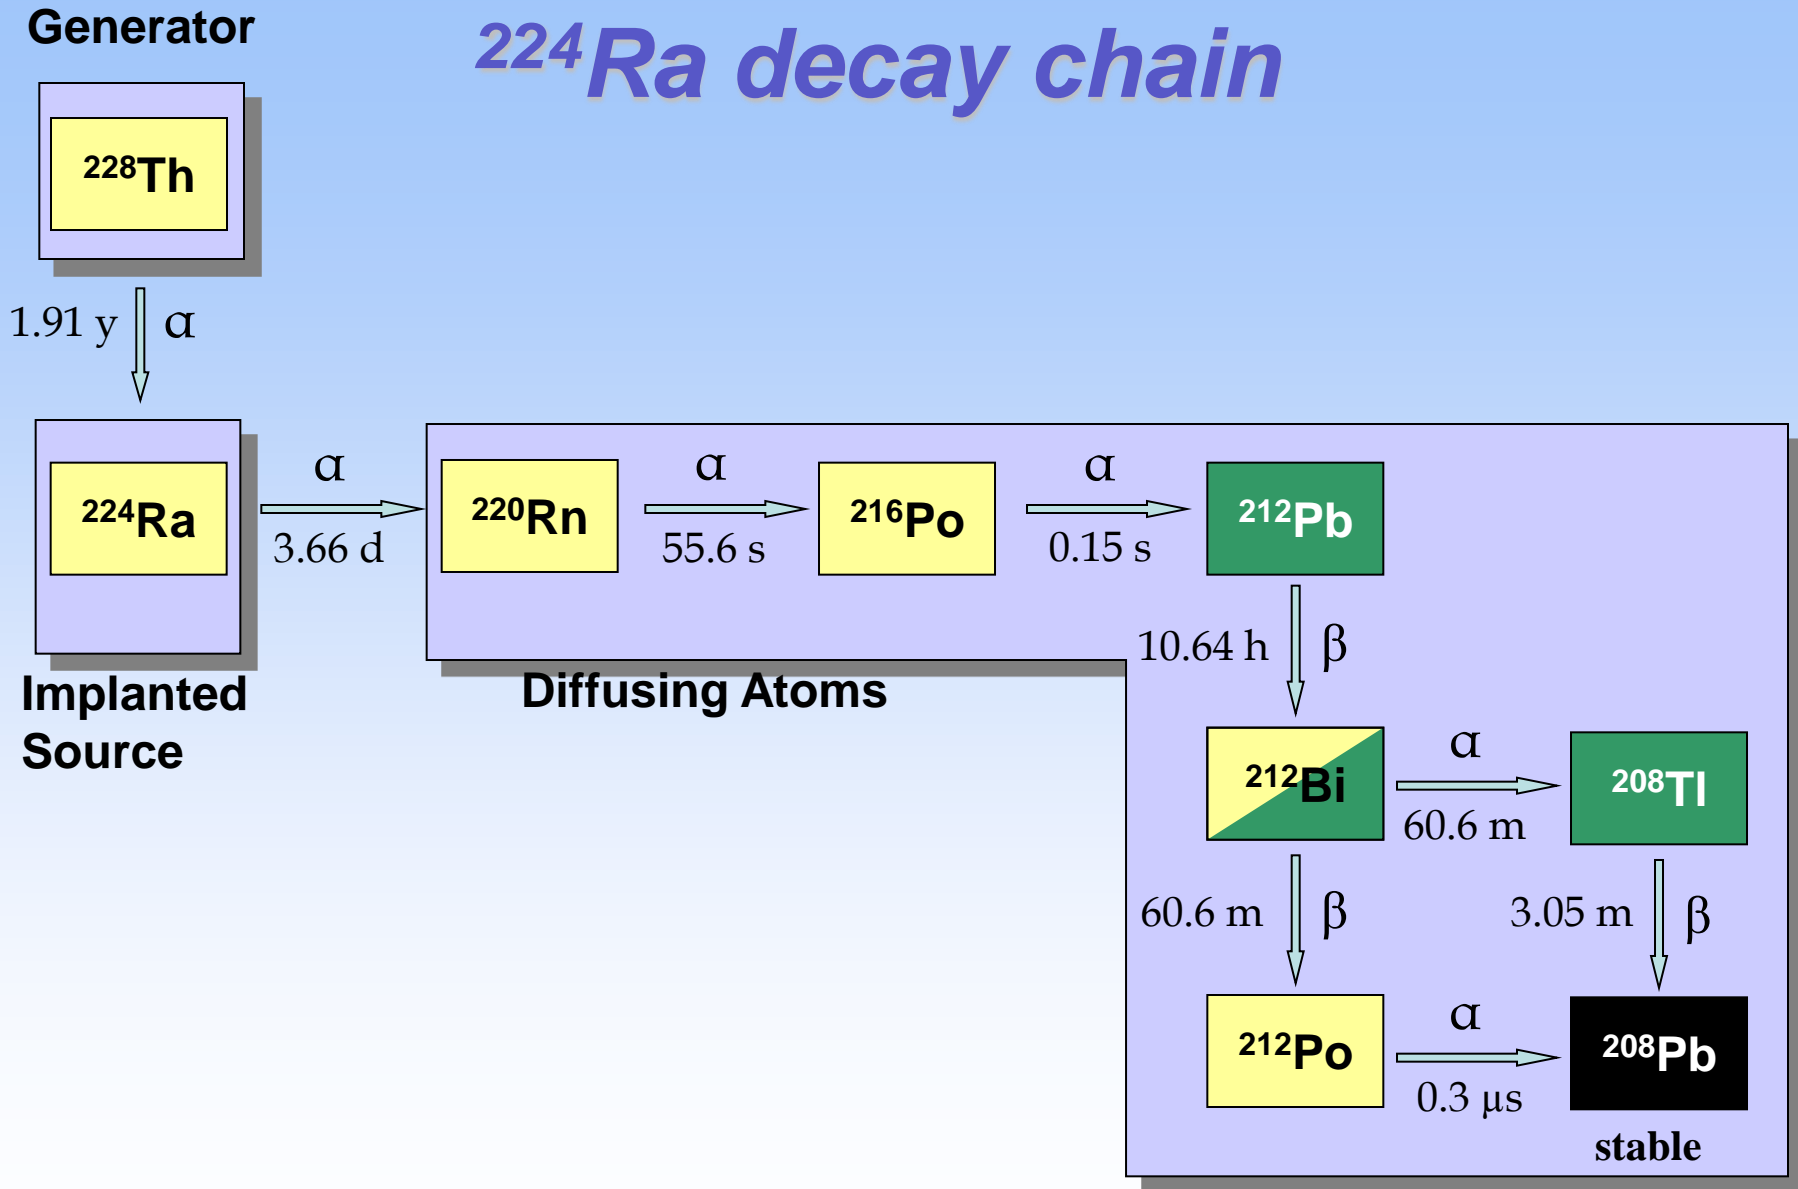 Generator
²²⁴Ra decay chain
²²⁸Th
1.91 y
α
²²⁴Ra
α
3.66 d
²²⁰Rn
α
55.6 s
²¹⁶Po
α
0.15 s
²¹²Pb
Implanted
Source
Diffusing Atoms
10.64 h
β
²¹²Bi
α
60.6 m
²⁰⁸Tl
60.6 m
β
3.05 m
β
²¹²Po
α
0.3 µs
²⁰⁸Pb
stable